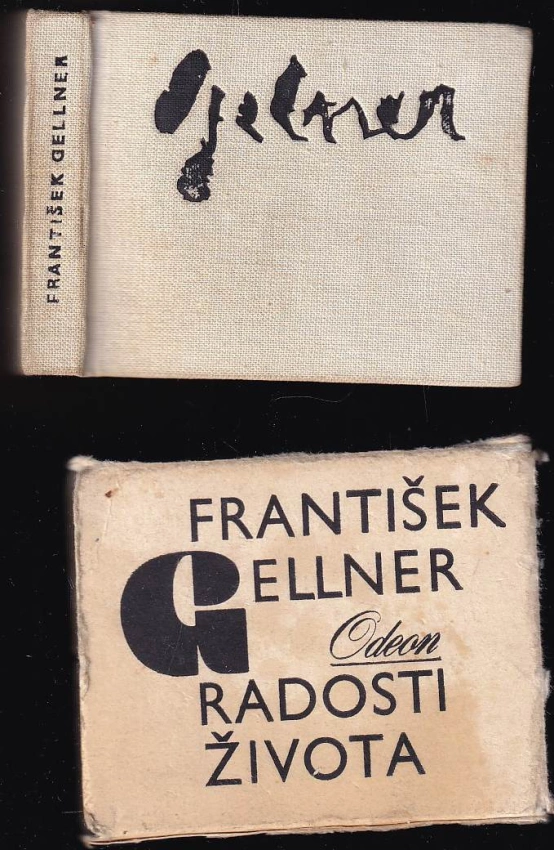 FRANTIŠEK GELLNER
Gellner
FRANTIŠEK
GELLNER
Odeon
RADOSTI
ŽIVOTA